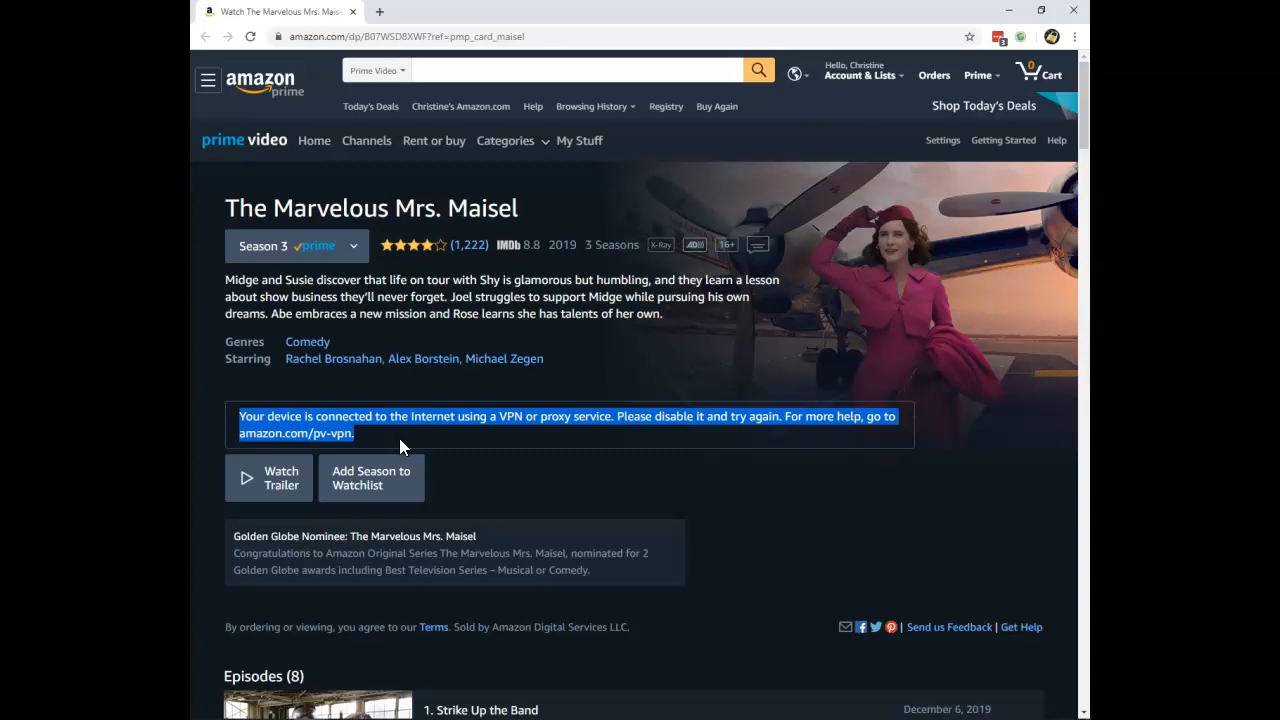 Watch The Marvelous Mrs. Mais
amazon.com/dp/B07WSD8XWF?ref=pmp_card_maisel
3
amazon
prime
Prime Video
Hello, Christine
Account & Lists
Orders
Prime
0
Cart
Today's Deals Christine's Amazon.com Help Browsing History Registry Buy Again
Shop Today's Deals
prime video Home Channels Rent or buy Categories My Stuff
Settings Getting Started Help
The Marvelous Mrs. Maisel
Season 3 prime (1,222) IMDb 8.8 2019 3 Seasons X-Ray AD 16+
Midge and Susie discover that life on tour with Shy is glamorous but humbling, and they learn a lesson
about show business they'll never forget. Joel struggles to support Midge while pursuing his own
dreams. Abe embraces a new mission and Rose learns she has talents of her own.
Genres Comedy
Starring Rachel Brosnahan, Alex Borstein, Michael Zegen
Your device is connected to the Internet using a VPN or proxy service. Please disable it and try again. For more help, go to
amazon.com/pv-vpn.
Watch
Trailer
Add Season to
Watchlist
Golden Globe Nominee: The Marvelous Mrs. Maisel
Congratulations to Amazon Original Series The Marvelous Mrs. Maisel, nominated for 2
Golden Globe awards including Best Television Series – Musical or Comedy.
By ordering or viewing, you agree to our Terms. Sold by Amazon Digital Services LLC.
| Send us Feedback | Get Help
Episodes (8)
1. Strike Up the Band
December 6, 2019